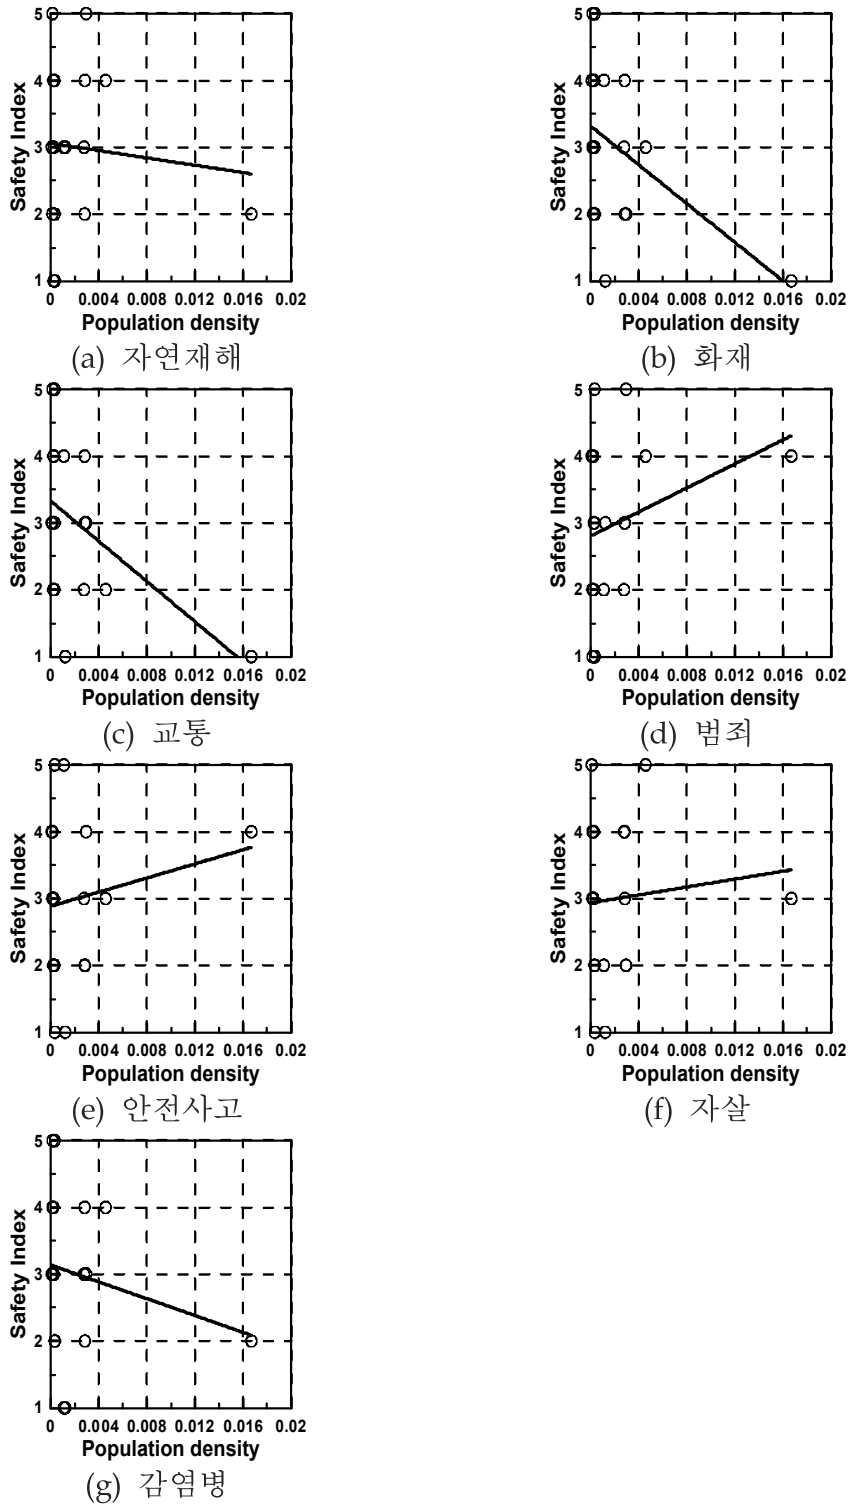 5
4
3
2
1
Safety Index
0 0.004 0.008 0.012 0.016 0.02
Population density
(a) 자연재해
5
4
3
2
1
Safety Index
0 0.004 0.008 0.012 0.016 0.02
Population density
(b) 화재
5
4
3
2
1
Safety Index
0 0.004 0.008 0.012 0.016 0.02
Population density
(c) 교통
5
4
3
2
1
Safety Index
0 0.004 0.008 0.012 0.016 0.02
Population density
(d) 범죄
5
4
3
2
1
Safety Index
0 0.004 0.008 0.012 0.016 0.02
Population density
(e) 안전사고
5
4
3
2
1
Safety Index
0 0.004 0.008 0.012 0.016 0.02
Population density
(f) 자살
5
4
3
2
1
Safety Index
0 0.004 0.008 0.012 0.016 0.02
Population density
(g) 감염병